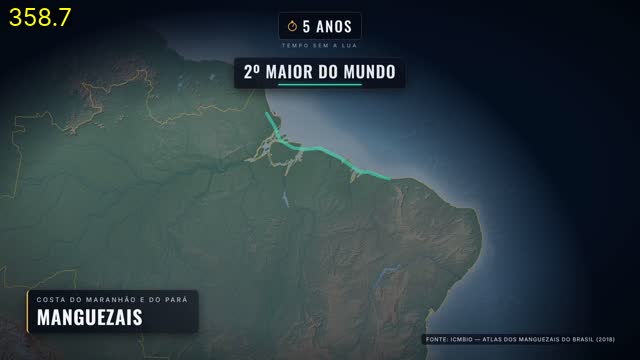 358.7
5 ANOS
TEMPO SEM A LUA
2º MAIOR DO MUNDO
COSTA DO MARANHÃO E DO PARÁ
MANGUEZAIS
FONTE: ICMBIO — ATLAS DOS MANGUEZAIS DO BRASIL (2018)